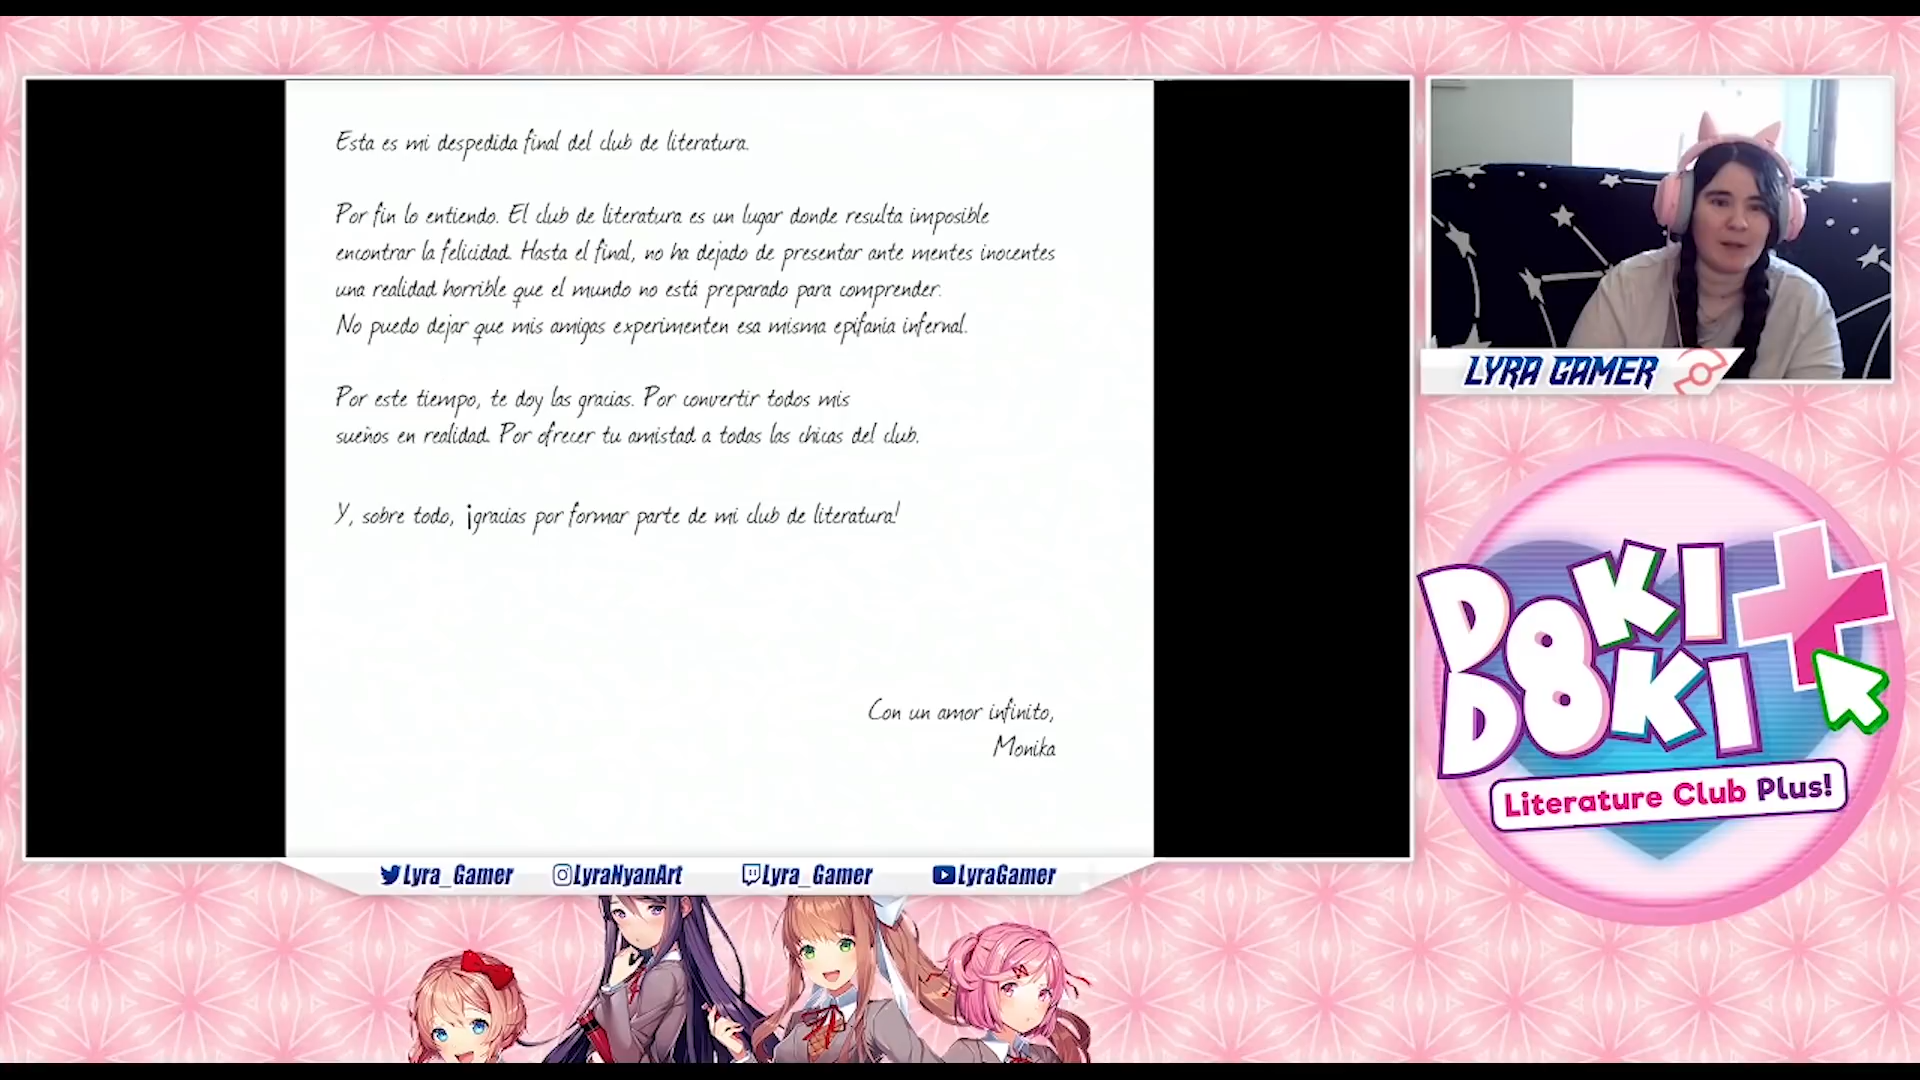 Esta es mi despedida final del club de literatura.
Por fin lo entiendo. El club de literatura es un lugar donde resulta imposible
encontrar la felicidad. Hasta el final, no ha dejado de presentar ante mentes inocentes
una realidad horrible que el mundo no está preparado para comprender.
No puedo dejar que mis amigas experimenten esa misma epifanía infernal.
Por este tiempo, te doy las gracias. Por convertir todos mis
sueños en realidad. Por ofrecer tu amistad a todas las chicas del club.
Y, sobre todo, ¡gracias por formar parte de mi club de literatura!
Con un amor infinito,
Monika
LYRA GAMER
DOKI
DOKI
Literature Club Plus!
Lyra_Gamer
LyraNyanArt
Lyra_Gamer
LyraGamer